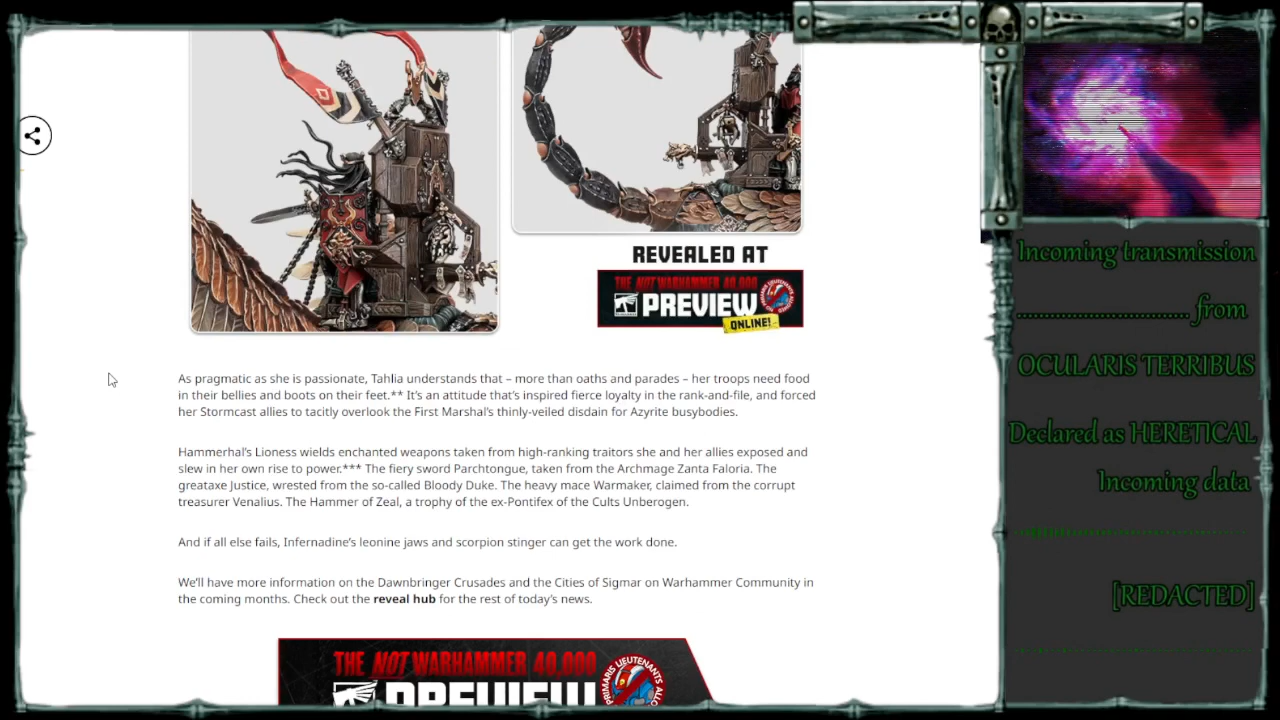 REVEALED AT
THE NOT WARHAMMER 40,000
PREVIEW
ONLINE!
As pragmatic as she is passionate, Tahlia understands that – more than oaths and parades – her troops need food
in their bellies and boots on their feet.** It's an attitude that's inspired fierce loyalty in the rank-and-file, and forced
her Stormcast allies to tacitly overlook the First Marshal's thinly-veiled disdain for Azyrite busybodies.
Hammerhal's Lioness wields enchanted weapons taken from high-ranking traitors she and her allies exposed and
slew in her own rise to power.*** The fiery sword Parchtongue, taken from the Archmage Zanta Faloria. The
greataxe Justice, wrested from the so-called Bloody Duke. The heavy mace Warmaker, claimed from the corrupt
treasurer Venalius. The Hammer of Zeal, a trophy of the ex-Pontifex of the Cults Unberogen.
And if all else fails, Infernadine's leonine jaws and scorpion stinger can get the work done.
We'll have more information on the Dawnbringer Crusades and the Cities of Sigmar on Warhammer Community in
the coming months. Check out the reveal hub for the rest of today's news.
THE NOT WARHAMMER 40,000
PREVIEW
PRIMARIS LIEUTENANTS
Incoming transmission
................................ from
OCULARIS TERRIBUS
Declared as HERETICAL
Incoming data
[REDACTED]